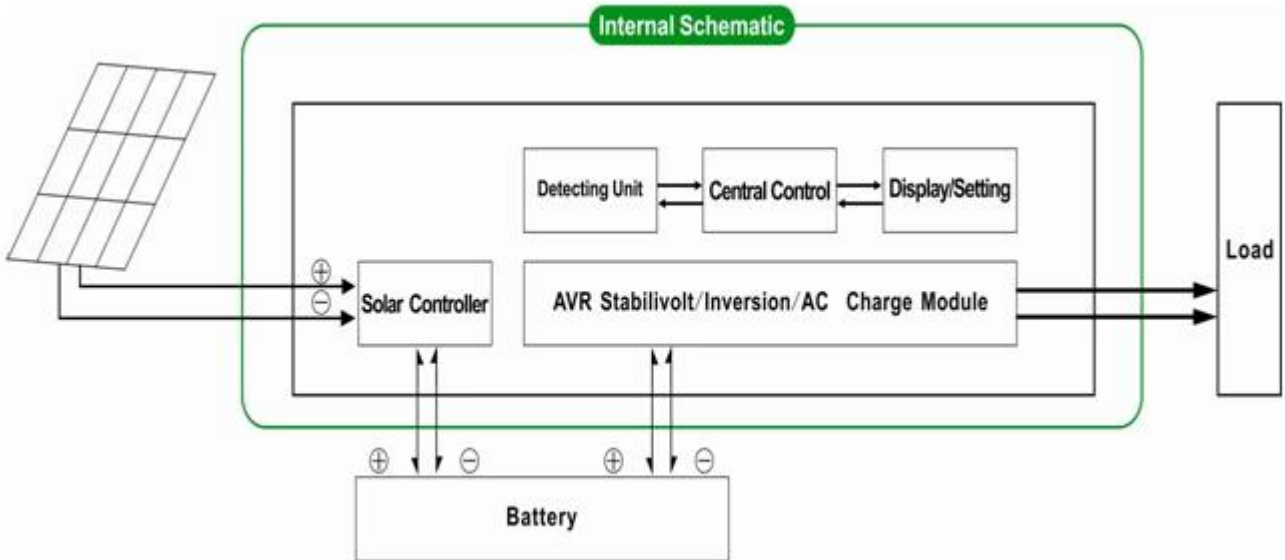 Internal Schematic
Detecting Unit
Central Control
Display/Setting
Load
⊕
⊖
Solar Controller
AVR Stabilivolt/Inversion/AC Charge Module
⊕ ⊖ ⊕ ⊖
Battery